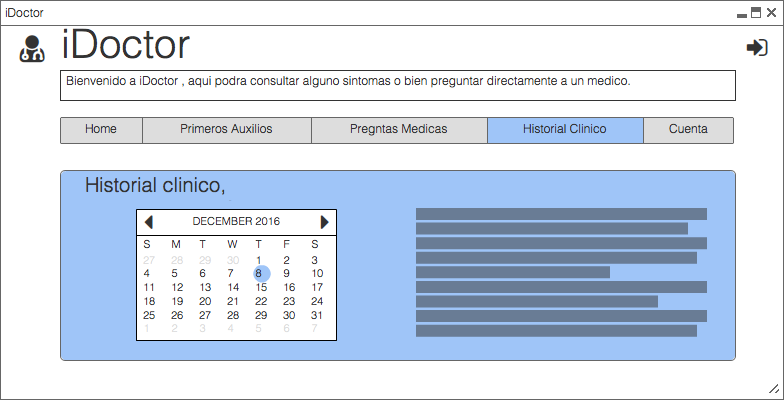 iDoctor
iDoctor
Bienvenido a iDoctor , aqui podra consultar alguno sintomas o bien preguntar directamente a un medico.
Home Primeros Auxilios Pregntas Medicas Historial Clinico Cuenta
Historial clinico,
DECEMBER 2016
S M T W T F S
27 28 29 30 1 2 3
4 5 6 7 8 9 10
11 12 13 14 15 16 17
18 19 20 21 22 23 24
25 26 27 28 29 30 31
1 2 3 4 5 6 7